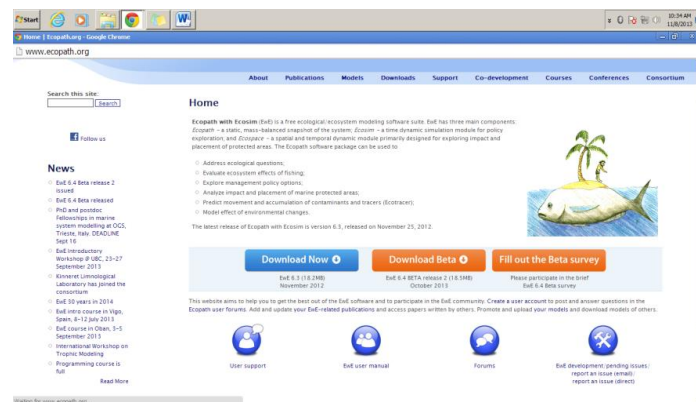 Start
10:34 AM
11/8/2013
Home | Ecopath.org - Google Chrome
www.ecopath.org
About Publications Models Downloads Support Co-development Courses Conferences Consortium
Search this site:
Search
Follow us
News
EwE 6.4 Beta release 2
issued
EwE 6.4 Beta released
PhD and postdoc
Fellowships in marine
system modelling at OGS,
Trieste, Italy. DEADLINE
Sept 16
EwE Introductory
Workshop @ UBC, 23-27
September 2013
Kinneret Limnological
Laboratory has joined the
consortium
EwE 30 years in 2014
EwE intro course in Vigo,
Spain, 8-12 July 2013
EwE course in Oban, 3-5
September 2013
International Workshop on
Trophic Modeling
Programming course is
full
Read More
Home
Ecopath with Ecosim (EwE) is a free ecological/ecosystem modeling software suite. EwE has three main components:
Ecopath – a static, mass-balanced snapshot of the system; Ecosim – a time dynamic simulation module for policy
exploration; and Ecospace – a spatial and temporal dynamic module primarily designed for exploring impact and
placement of protected areas. The Ecopath software package can be used to:
Address ecological questions;
Evaluate ecosystem effects of fishing;
Explore management policy options;
Analyze impact and placement of marine protected areas;
Predict movement and accumulation of contaminants and tracers (Ecotracer);
Model effect of environmental changes.
The latest release of Ecopath with Ecosim is version 6.3, released on November 25, 2012.
Download Now
EwE 6.3 (18.2MB)
November 2012
Download Beta
EwE 6.4 BETA release 2 (18.5MB)
October 2013
Fill out the Beta survey
Please participate in the brief
EwE 6.4 Beta survey
This website aims to help you to get the best out of the EwE software and to participate in the EwE community. Create a user account to post and answer questions in the
Ecopath user forums. Add and update your EwE-related publications and access papers written by others. Promote and upload your models and download models of others.
User support
EwE user manual
Forums
EwE development/pending issues/
report an issue (email)/
report an issue (direct)
Waiting for www.ecopath.org